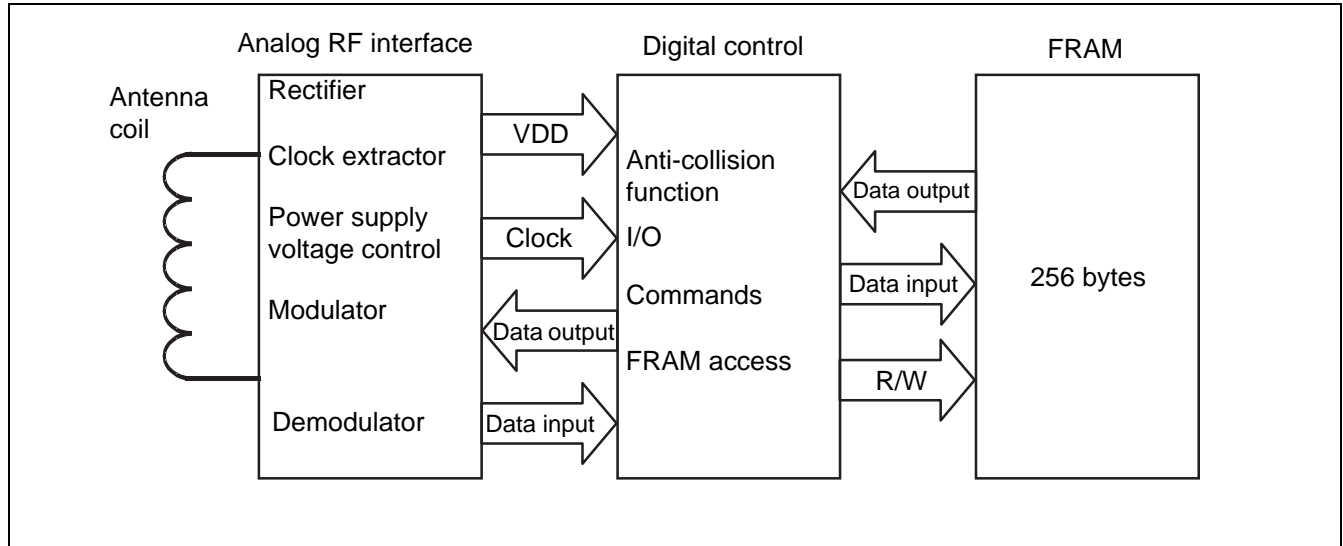 Analog RF interface
Digital control
FRAM
Antenna
coil
Rectifier
Clock extractor
Power supply
voltage control
Modulator
Demodulator
VDD
Clock
Data output
Data input
Anti-collision
function
I/O
Commands
FRAM access
Data output
Data input
R/W
256 bytes